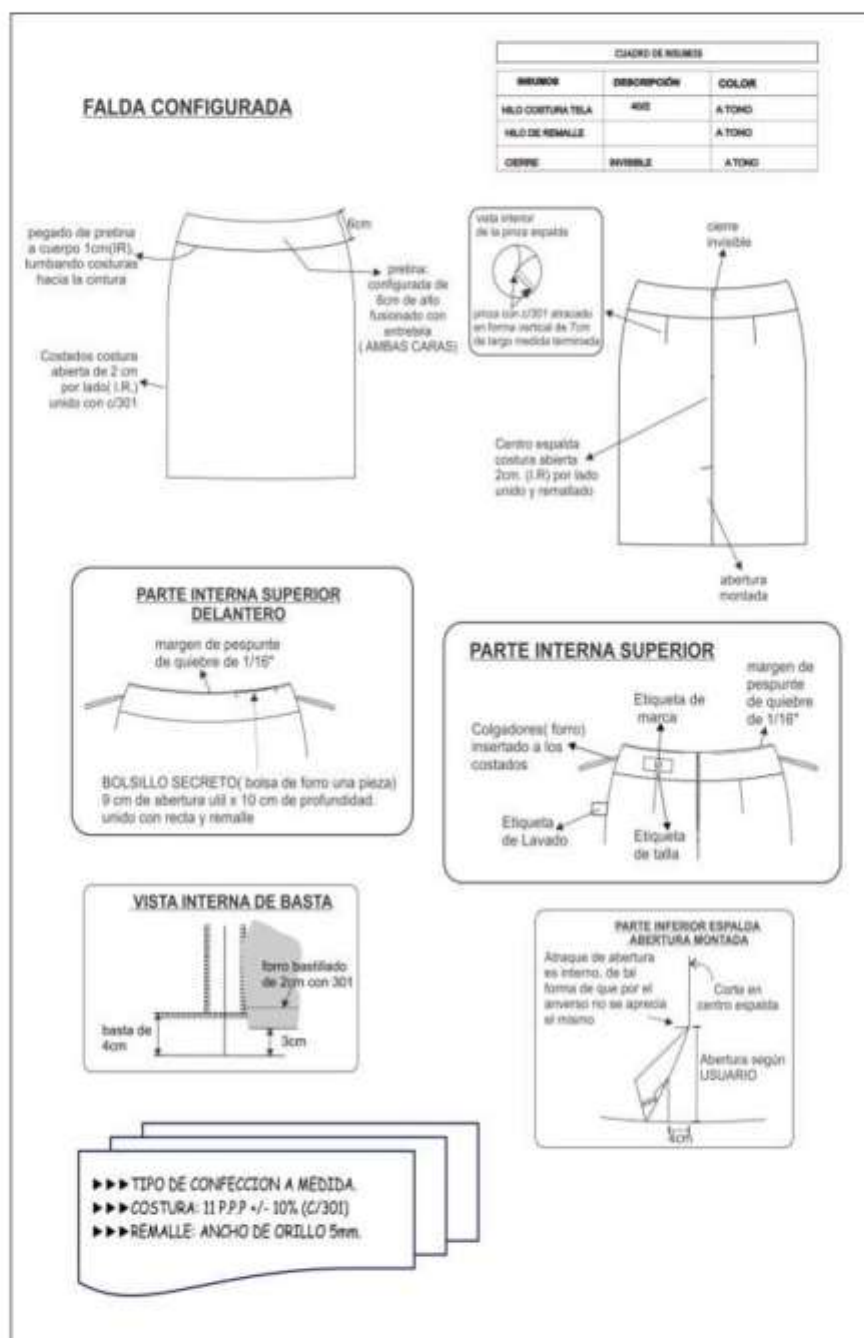 CUADRO DE INSUMOS
INSUMOS DESCRIPCIÓN COLOR
HILO COSTURA TELA 40/2 A TONO
HILO DE REMALLE A TONO
CIERRE INVISIBLE A TONO
FALDA CONFIGURADA
6cm
pegado de pretina
a cuerpo 1cm(IR),
tumbando costuras
hacia la cintura
pretina:
configurada de
6cm de alto
fusionado con
entretela
( AMBAS CARAS)
Costados costura
abierta de 2 cm
por lado( I.R.)
unido con c/301
vista interior
de la pinza espalda
pinza con c/301 atracado
en forma vertical de 7cm
de largo medida terminada
cierre
invisible
Centro espalda
costura abierta
2cm. (I.R) por lado
unido y remallado
abertura
montada
PARTE INTERNA SUPERIOR
DELANTERO
margen de pespunte
de quiebre de 1/16"
BOLSILLO SECRETO( bolsa de forro una pieza)
9 cm de abertura util x 10 cm de profundidad.
unido con recta y remalle
PARTE INTERNA SUPERIOR
margen de
pespunte
de quiebre
de 1/16"
Etiqueta de
marca
Colgadores( forro)
insertado a los
costados
Etiqueta
de Lavado
Etiqueta
de talla
VISTA INTERNA DE BASTA
forro bastillado
de 2cm con 301
basta de
4cm
3cm
PARTE INFERIOR ESPALDA
ABERTURA MONTADA
Atraque de abertura
es interno, de tal
forma de que por el
anverso no se aprecia
el mismo
Corte en
centro espalda
Abertura según
USUARIO
4cm
►►►TIPO DE CONFECCION A MEDIDA.
►►►COSTURA: 11 P.P.P +/- 10% (C/301)
►►►REMALLE: ANCHO DE ORILLO 5mm.